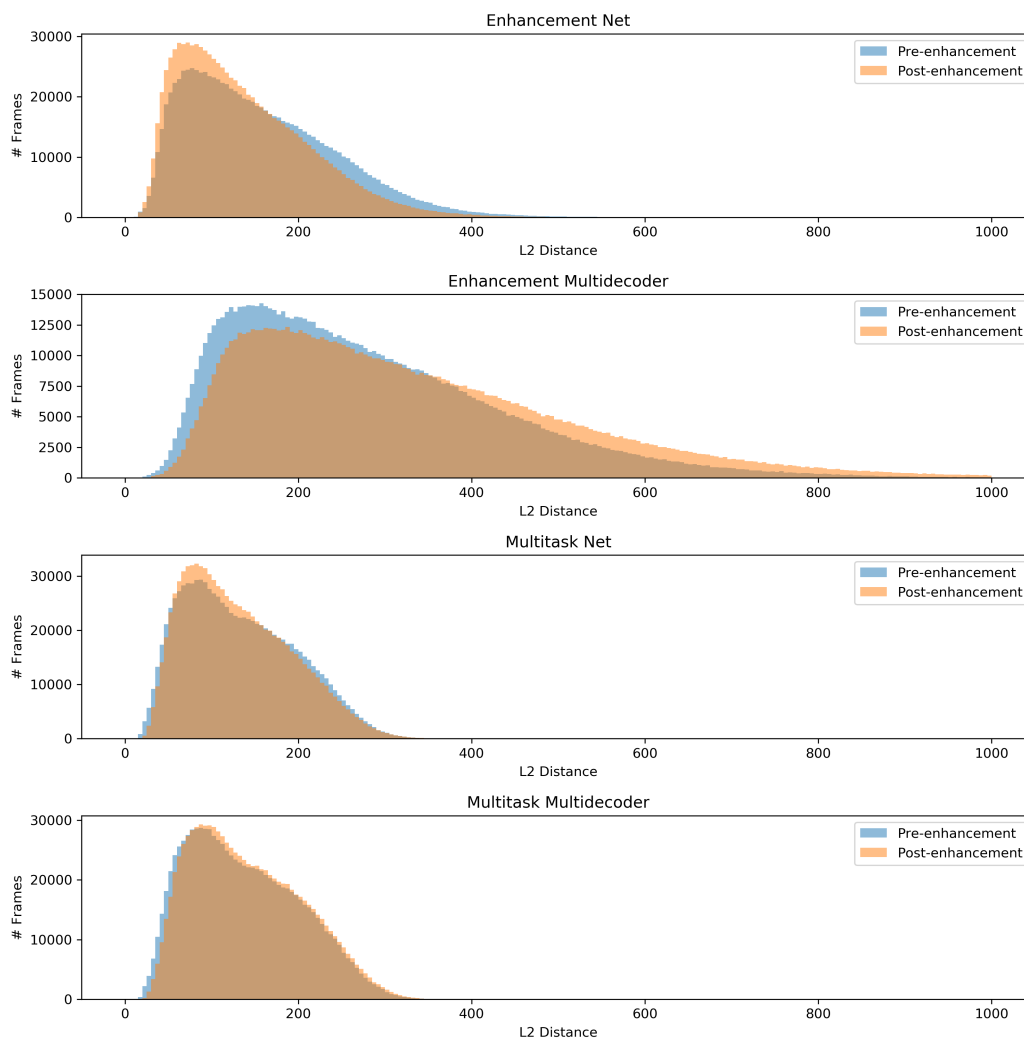 Enhancement Net
30000
20000
10000
0
# Frames
Pre-enhancement
Post-enhancement
0 200 400 600 800 1000
L2 Distance
Enhancement Multidecoder
15000
12500
10000
7500
5000
2500
0
# Frames
Pre-enhancement
Post-enhancement
0 200 400 600 800 1000
L2 Distance
Multitask Net
30000
20000
10000
0
# Frames
Pre-enhancement
Post-enhancement
0 200 400 600 800 1000
L2 Distance
Multitask Multidecoder
30000
20000
10000
0
# Frames
Pre-enhancement
Post-enhancement
0 200 400 600 800 1000
L2 Distance